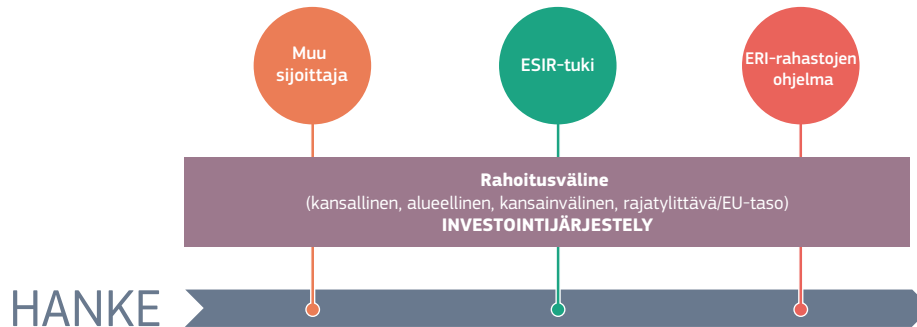 Muu
sijoittaja
ESIR-tuki
ERI-rahastojen
ohjelma
Rahoitusväline
(kansallinen, alueellinen, kansainvälinen, rajatylittävä/EU-taso)
INVESTOINTIJÄRJESTELY
HANKE